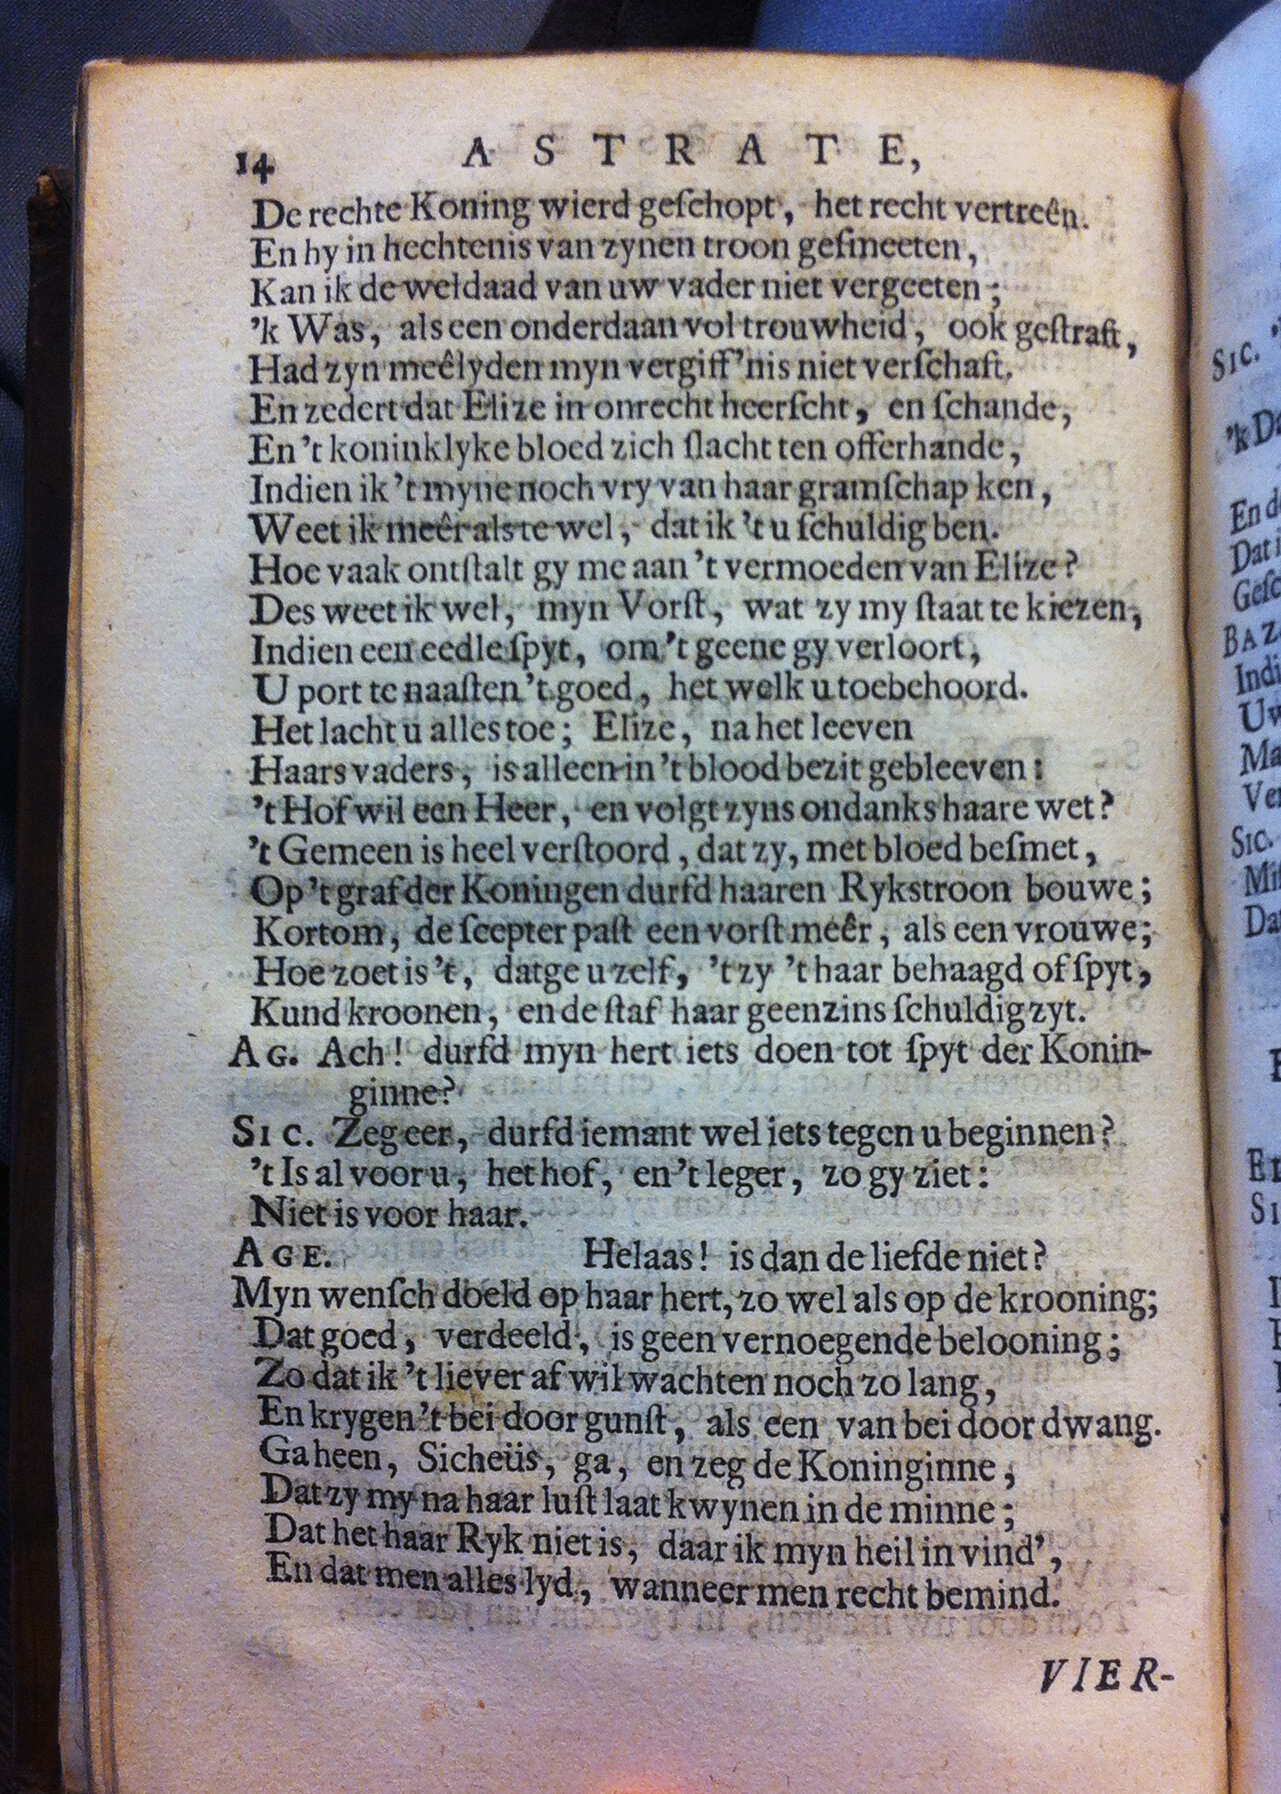 14 ASTRATE,
De rechte Koning wierd geſchopt, het recht vertreên.
En hy in hechtenis van zynen troon geſmeeten,
Kan ik de weldaad van uw vader niet vergeeten;
'k Was, als een onderdaan vol trouwheid, ook geſtraft,
Had zyn meêlyden myn vergiff'nis niet verſchaft.
En zedert dat Elize in onrecht heerſcht, en ſchande,
En 't koninklyke bloed zich ſlacht ten offerhande,
Indien ik 't myne noch vry van haar gramſchap ken,
Weet ik meêr als te wel, dat ik 't u ſchuldig ben.
Hoe vaak ontſtalt gy me aan 't vermoeden van Elize?
Des weet ik wel, myn Vorſt, wat zy my ſtaat te kiezen,
Indien een eedle ſpyt, om 't geene gy verloort,
U port te naaſten 't goed, het welk u toebehoord.
Het lacht u alles toe; Elize, na het leeven
Haars vaders, is alleen in 't blood bezit gebleeven:
't Hof wil een Heer, en volgt zyns ondanks haare wet?
't Gemeen is heel verſtoord, dat zy, met bloed beſmet,
Op 't graf der Koningen durfd haaren Rykstroon bouwe;
Kortom, de ſcepter paſt een vorſt meêr, als een vrouwe;
Hoe zoet is 't, dat ge u zelf, 't zy 't haar behaagd of ſpyt,
Kund kroonen, en de ſtaf haar geenzins ſchuldig zyt.
AG. Ach! durfd myn hert iets doen tot ſpyt der Konin-
ginne?
SIC. Zegeer, durfd iemant wel iets tegen u beginnen?
't Is al voor u, het hof, en 't leger, zo gy ziet:
Niet is voor haar.
AGE. Helaas! is dan de liefde niet?
Myn wenſch doeld op haar hert, zo wel als op de krooning;
Dat goed, verdeeld, is geen vernoegende belooning;
Zo dat ik 't liever af wil wachten noch zo lang,
En krygen 't bei door gunſt, als een van bei door dwang.
Ga heen, Sicheüs, ga, en zeg de Koninginne,
Dat zy my na haar luſt laat kwynen in de minne;
Dat het haar Ryk niet is, daar ik myn heil in vind',
En dat men alles lyd, wanneer men recht bemind.
VIER-
SIC.
'k Da
En d
Dat
Geſc
BAZ
Indi
Uw
Ma
Ver
SIC.
Miſ
Da